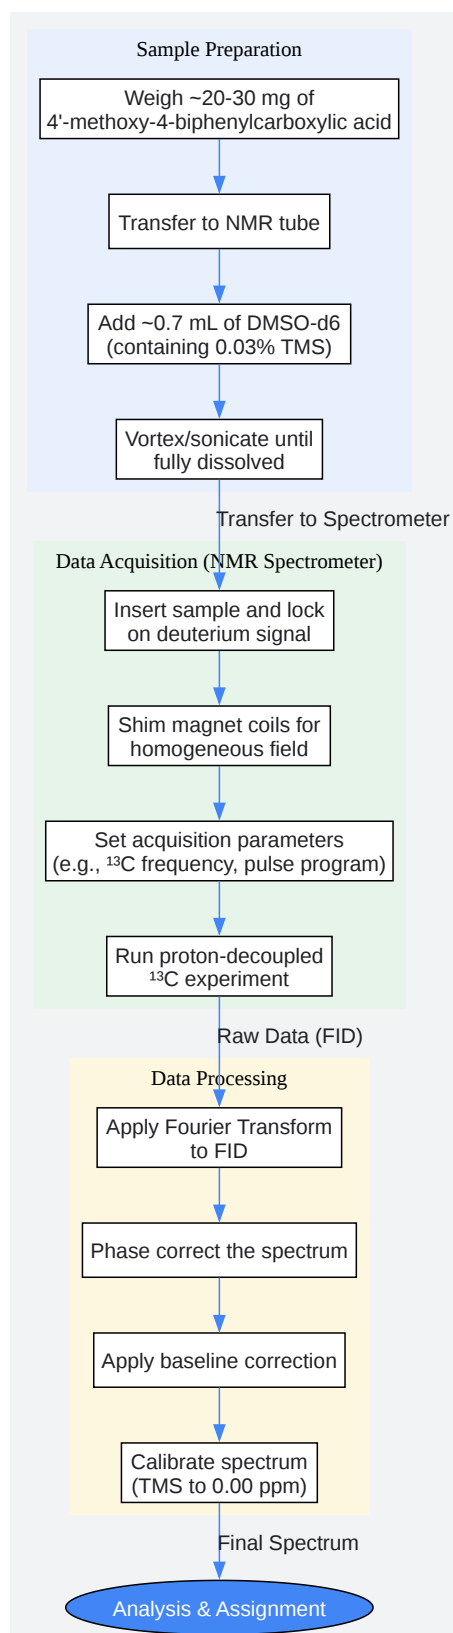 Sample Preparation
Weigh ~20-30 mg of
4'-methoxy-4-biphenylcarboxylic acid
Transfer to NMR tube
Add ~0.7 mL of DMSO-d6
(containing 0.03% TMS)
Vortex/sonicate until
fully dissolved
Transfer to Spectrometer
Data Acquisition (NMR Spectrometer)
Insert sample and lock
on deuterium signal
Shim magnet coils for
homogeneous field
Set acquisition parameters
(e.g., ¹³C frequency, pulse program)
Run proton-decoupled
¹³C experiment
Raw Data (FID)
Data Processing
Apply Fourier Transform
to FID
Phase correct the spectrum
Apply baseline correction
Calibrate spectrum
(TMS to 0.00 ppm)
Final Spectrum
Analysis & Assignment